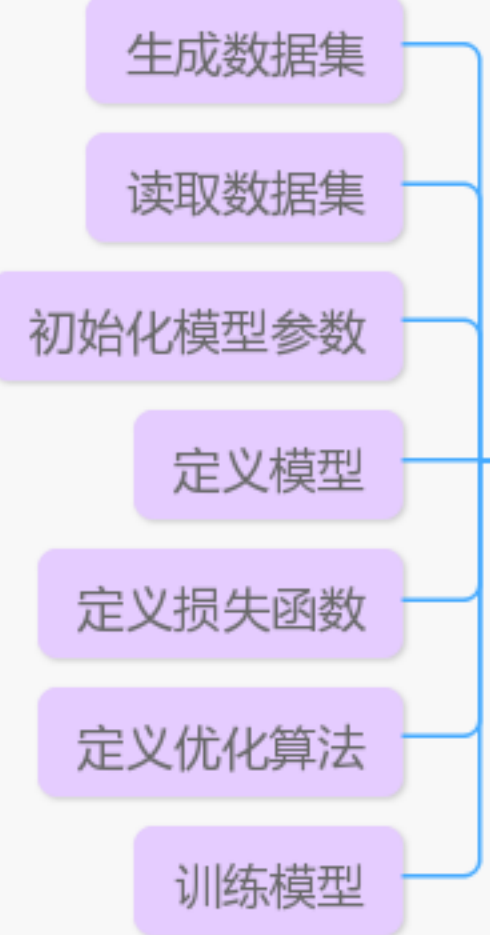 生成数据集
读取数据集
初始化模型参数
定义模型
定义损失函数
定义优化算法
训练模型